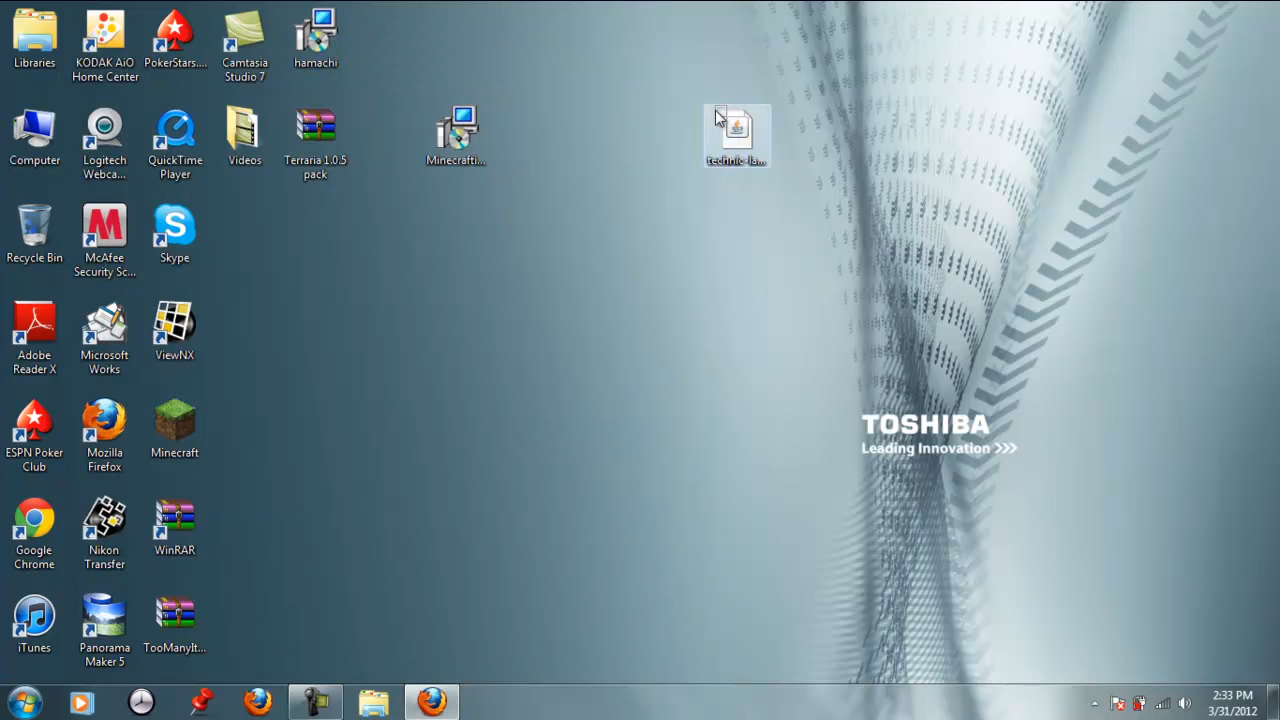 Libraries
KODAK AiO
Home Center
PokerStars....
Camtasia
Studio 7
hamachi
Computer
Logitech
Webca...
QuickTime
Player
Videos
Terraria 1.0.5
pack
Minecrafti...
technic-la...
Recycle Bin
McAfee
Security Sc...
Skype
Adobe
Reader X
Microsoft
Works
ViewNX
TOSHIBA
Leading Innovation >>>
ESPN Poker
Club
Mozilla
Firefox
Minecraft
Google
Chrome
Nikon
Transfer
WinRAR
iTunes
Panorama
Maker 5
TooManyIt...
2:33 PM
3/31/2012